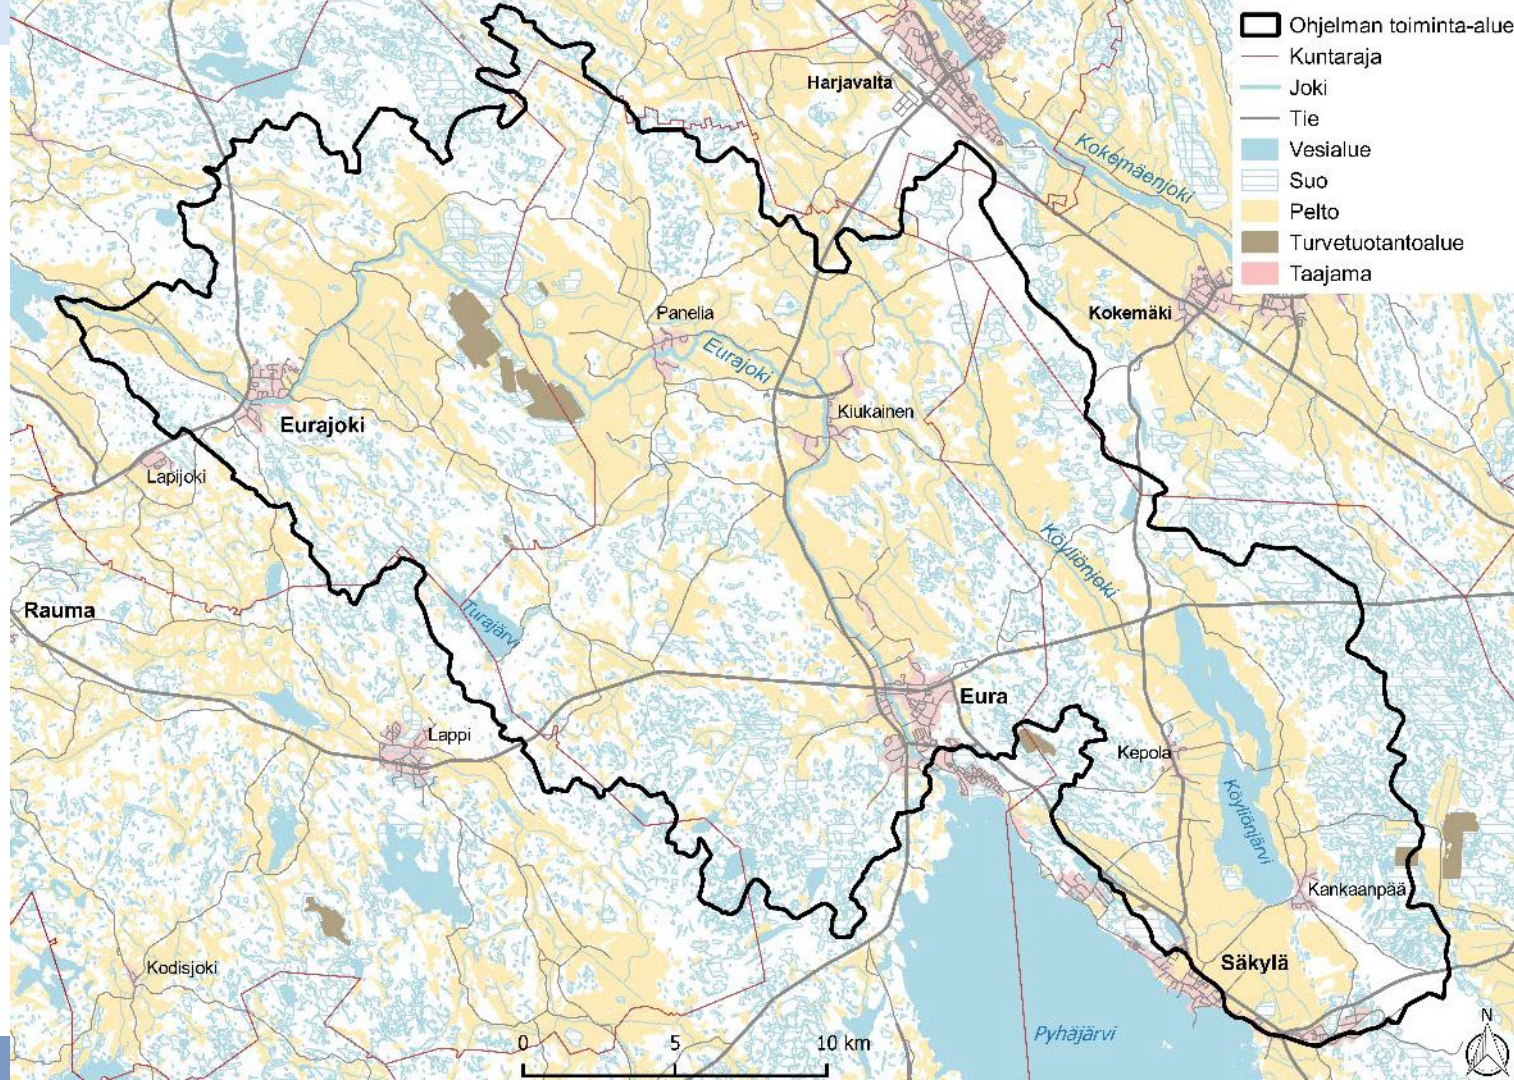 Ohjelman toiminta-alue
Kuntaraja
Joki
Tie
Vesialue
Suo
Pelto
Turvetuotantoalue
Taajama
Harjavalta
Kokemäenjoki
Kokemäki
Panelia
Eurajoki
Kiukainen
Eurajoki
Lapijoki
Köyliönjoki
Rauma
Turajärvi
Eura
Lappi
Kepola
Köyliönjärvi
Kankaanpää
Kodisjoki
Säkylä
Pyhäjärvi
0 5 10 km
N